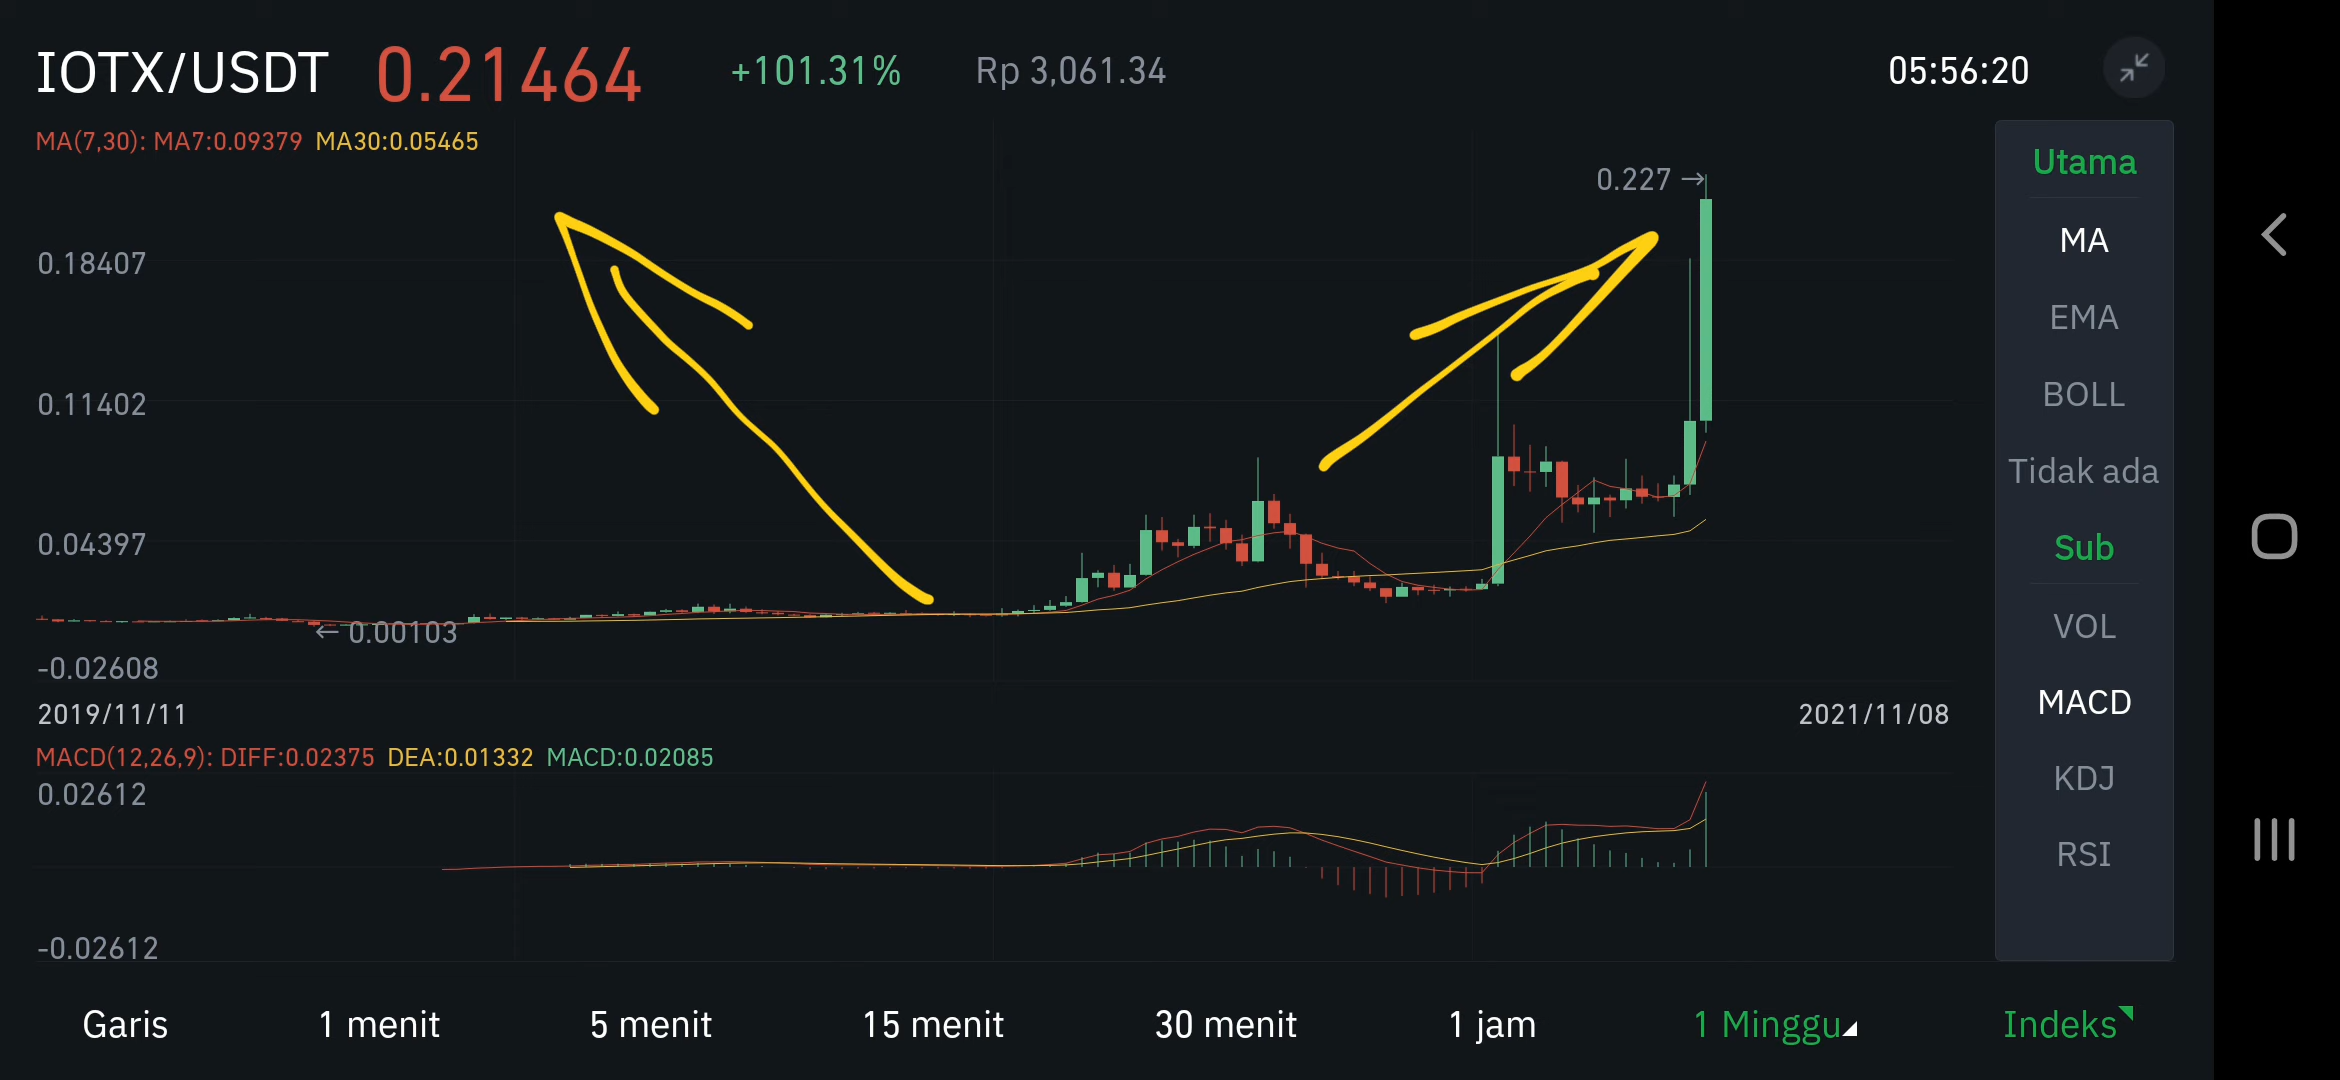 IOTX/USDT 0.21464 +101.31% Rp 3,061.34 05:56:20
MA(7,30): MA7:0.09379 MA30:0.05465
Utama
0.227
MA
0.18407
EMA
BOLL
0.11402
Tidak ada
0.04397
Sub
0.00103
VOL
-0.02608
2019/11/11 2021/11/08
MACD
MACD(12,26,9): DIFF:0.02375 DEA:0.01332 MACD:0.02085
0.02612
KDJ
RSI
-0.02612
Garis 1 menit 5 menit 15 menit 30 menit 1 jam 1 Minggu Indeks